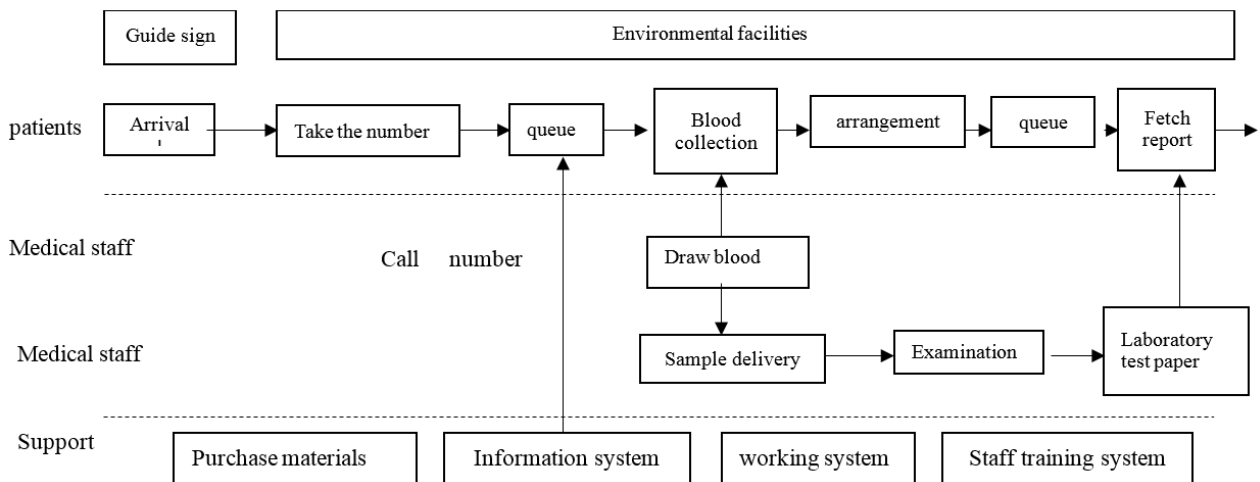 Guide sign
Environmental facilities
patients
Arrival
Take the number
queue
Blood
collection
arrangement
queue
Fetch
report
Medical staff
Call number
Draw blood
Medical staff
Sample delivery
Examination
Laboratory
test paper
Support
Purchase materials
Information system
working system
Staff training system